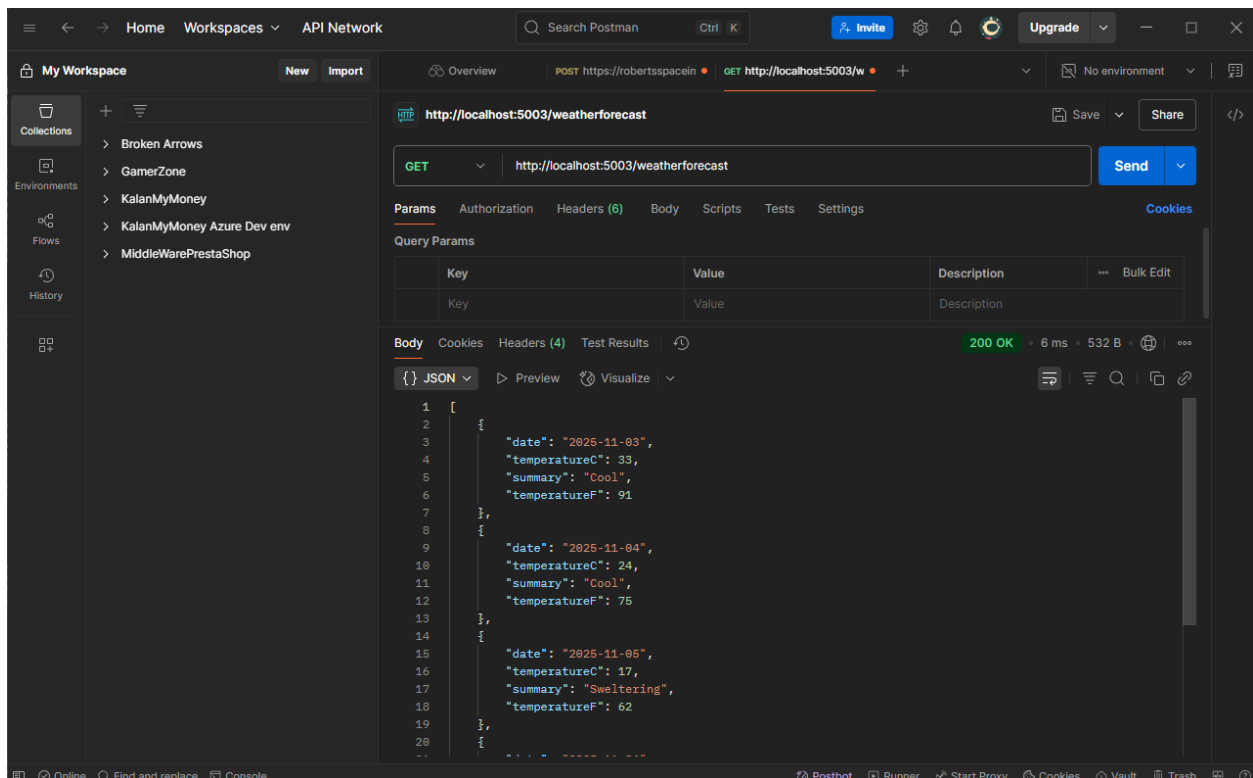 Home Workspaces API Network Search Postman Ctrl K Invite Upgrade
My Workspace New Import Overview POST https://robertsspacein GET http://localhost:5003/w No environment
Collections
Environments
Flows
History
Broken Arrows
GamerZone
KalanMyMoney
KalanMyMoney Azure Dev env
MiddleWarePrestaShop
HTTP http://localhost:5003/weatherforecast Save Share
GET http://localhost:5003/weatherforecast Send
Params Authorization Headers (6) Body Scripts Tests Settings Cookies
Query Params
Key Value Description Bulk Edit
Key Value Description
Body Cookies Headers (4) Test Results 200 OK 6 ms 532 B
{} JSON Preview Visualize
1 [
2 {
3 "date": "2025-11-03",
4 "temperatureC": 33,
5 "summary": "Cool",
6 "temperatureF": 91
7 },
8 {
9 "date": "2025-11-04",
10 "temperatureC": 24,
11 "summary": "Cool",
12 "temperatureF": 75
13 },
14 {
15 "date": "2025-11-05",
16 "temperatureC": 17,
17 "summary": "Sweltering",
18 "temperatureF": 62
19 },
20 {
Online Find and replace Console Postbot Runner Start Proxy Cookies Vault Trash